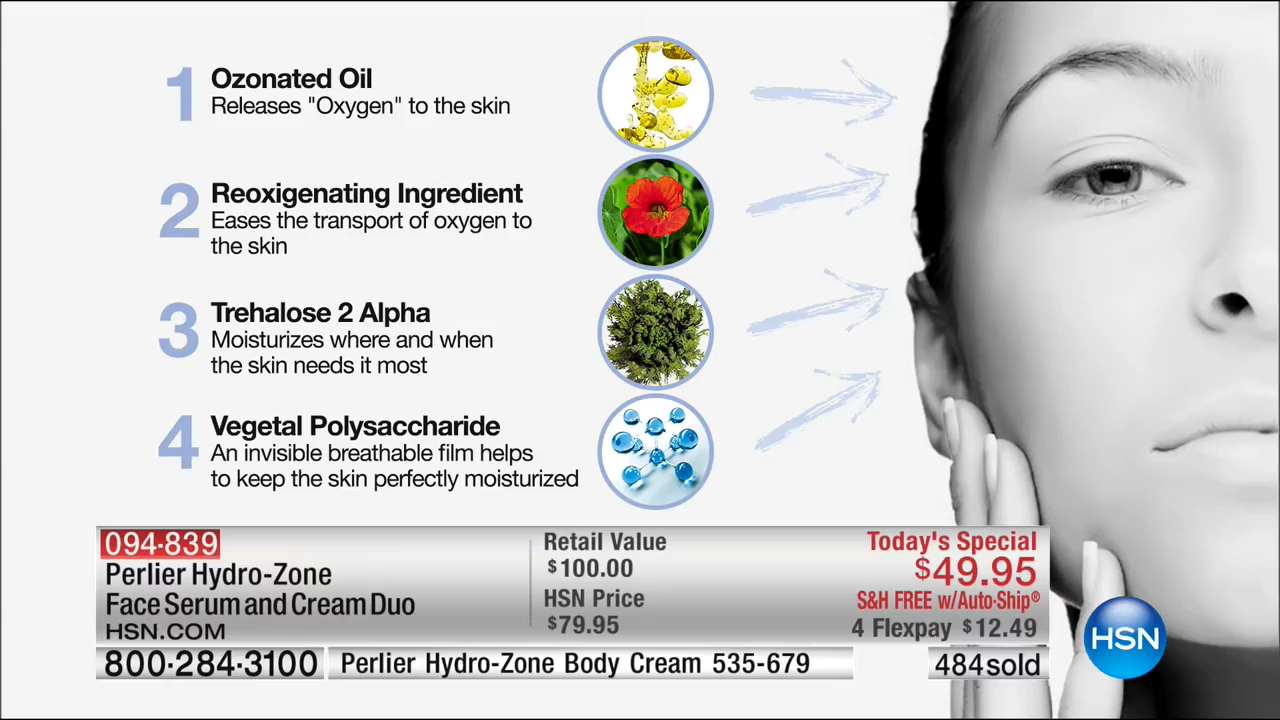 1 Ozonated Oil
Releases "Oxygen" to the skin
2 Reoxigenating Ingredient
Eases the transport of oxygen to
the skin
3 Trehalose 2 Alpha
Moisturizes where and when
the skin needs it most
4 Vegetal Polysaccharide
An invisible breathable film helps
to keep the skin perfectly moisturized
094·839
Perlier Hydro-Zone
Face Serum and Cream Duo
HSN.COM
Retail Value
$100.00
HSN Price
$79.95
Today's Special
$49.95
S&H FREE w/Auto·Ship®
4 Flexpay $12.49
HSN
800·284·3100
Perlier Hydro-Zone Body Cream 535-679
484 sold